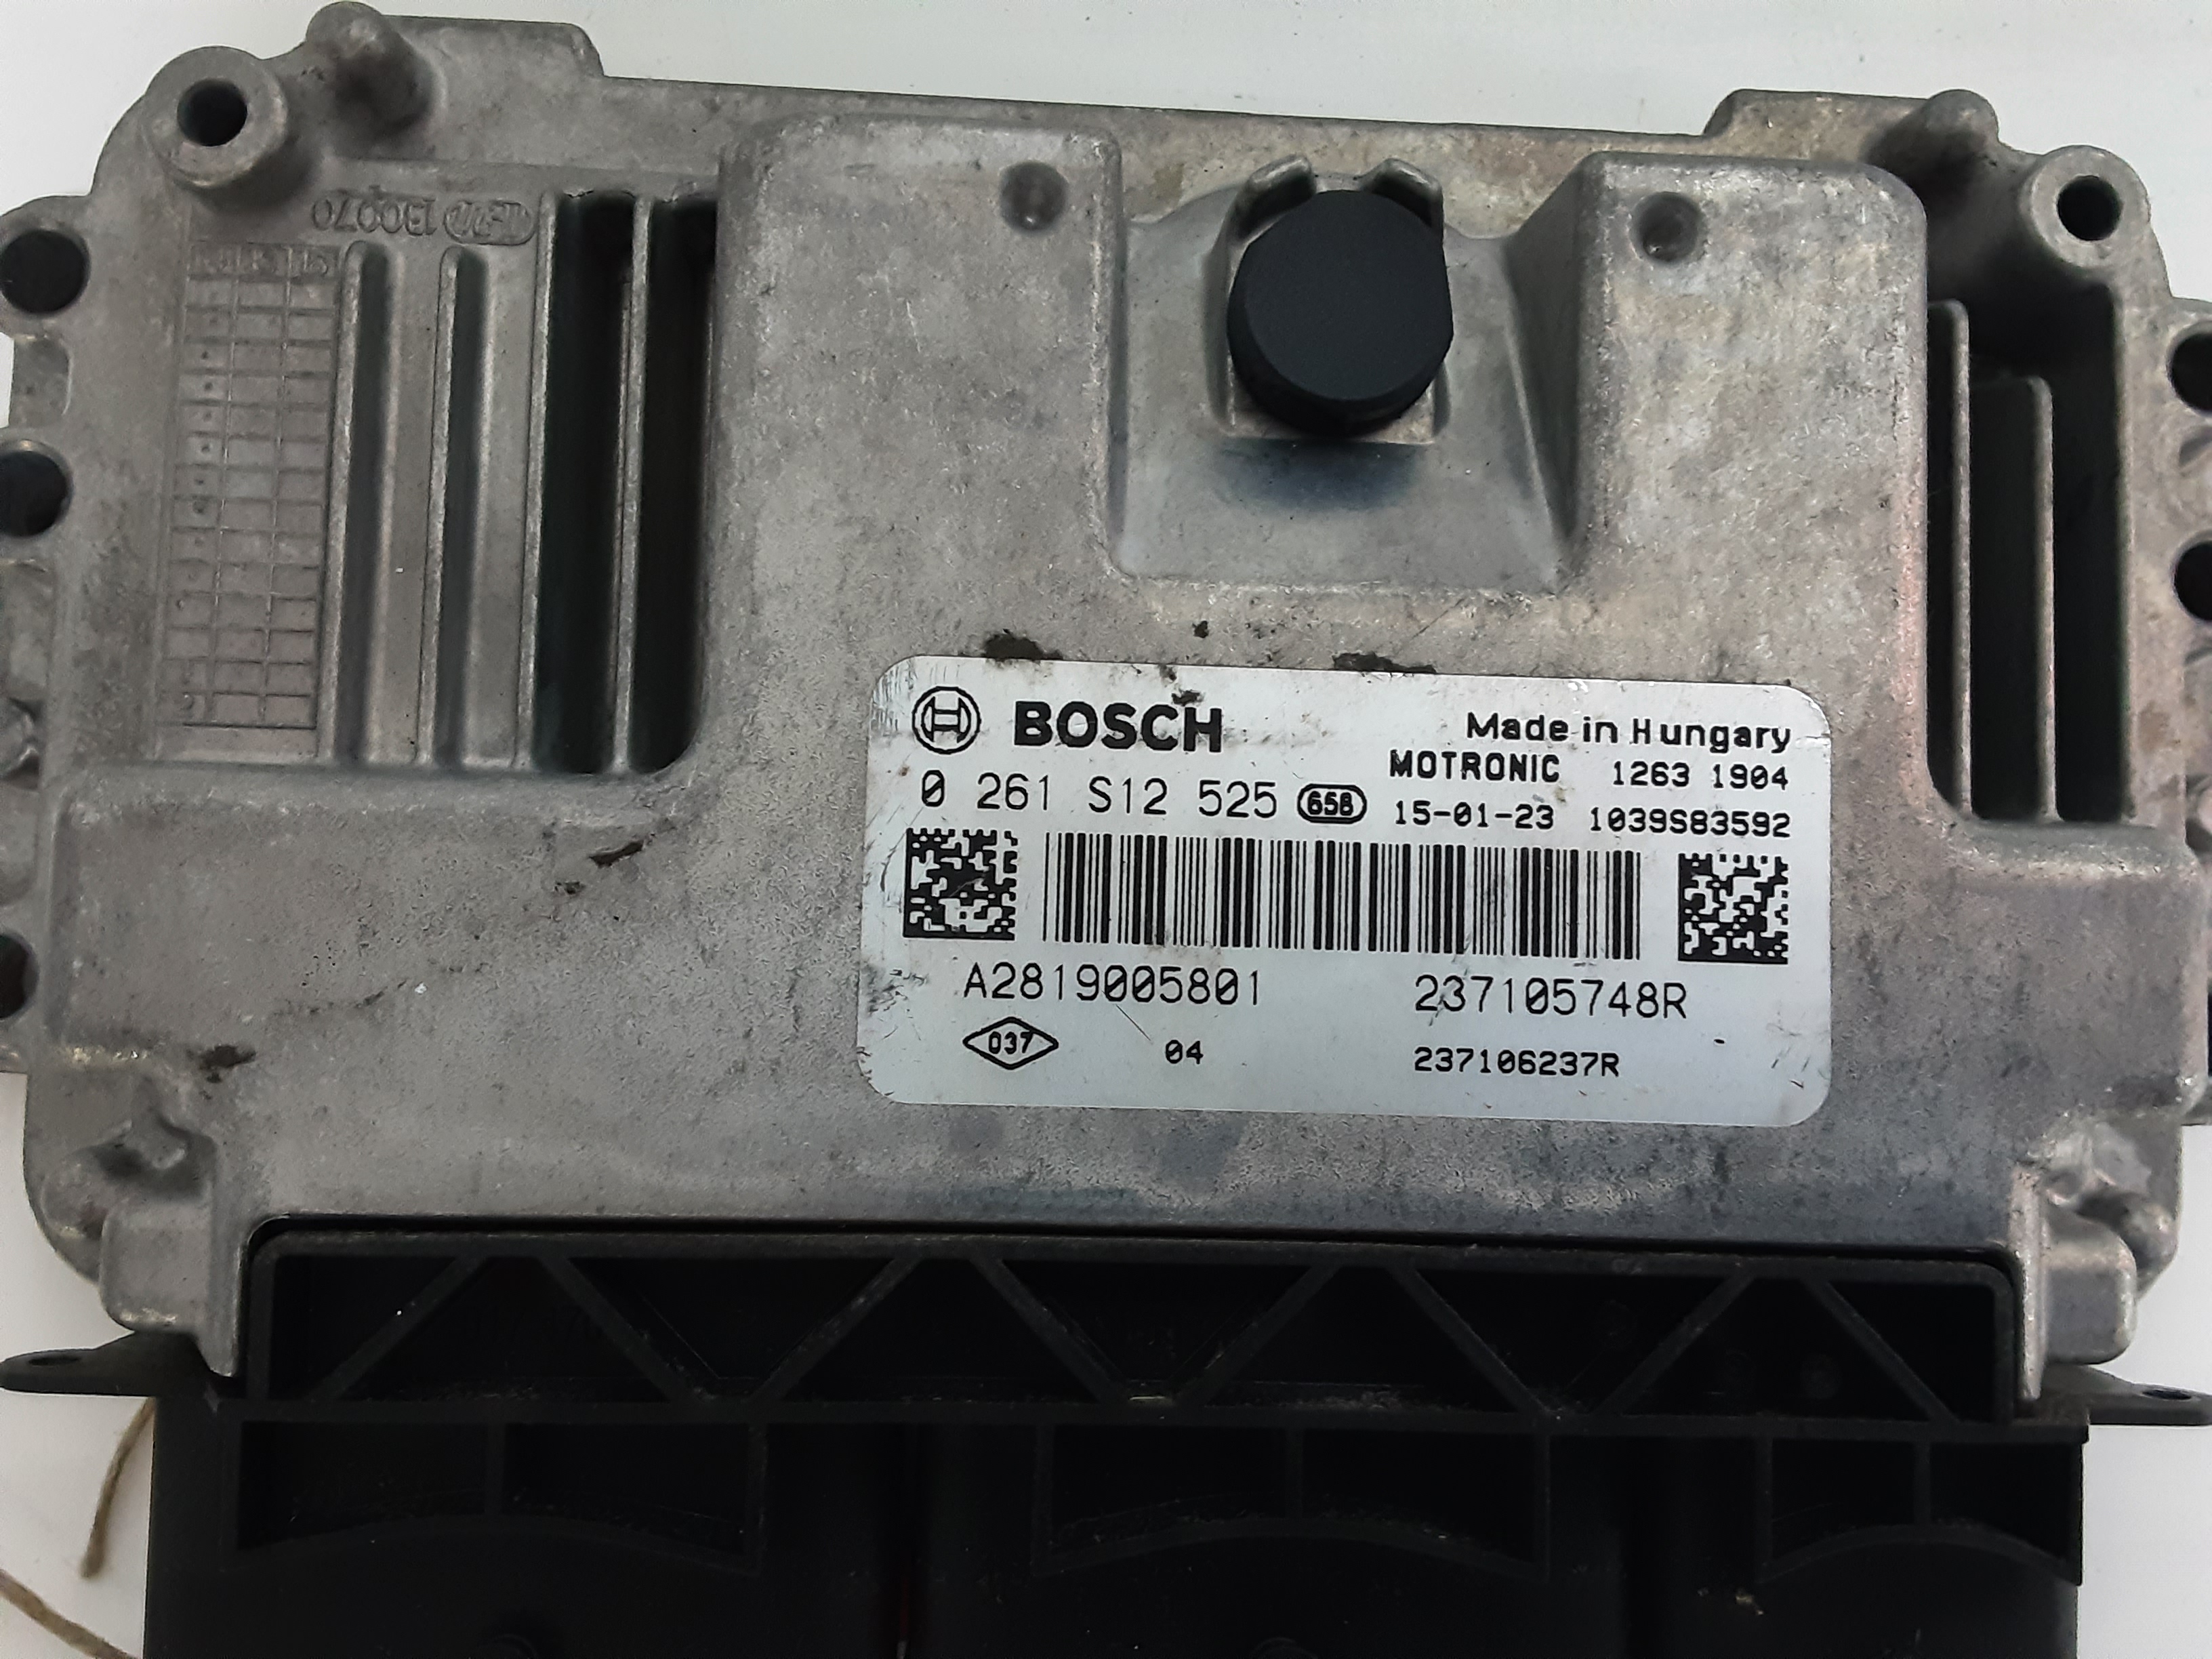 BOSCH
Made in Hungary
MOTRONIC 1263 1904
0 261 S12 525 658 15-01-23 1039S83592
A2819005801 237105748R
037 04 237106237R